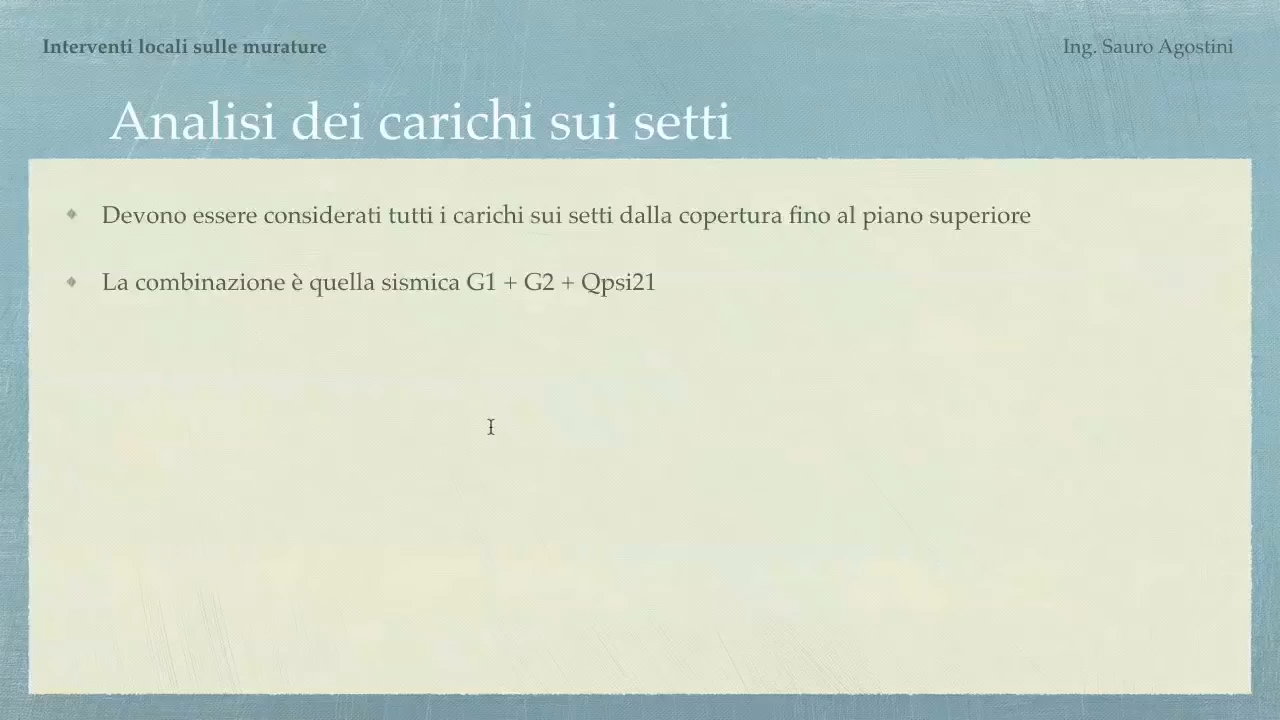 Interventi locali sulle murature
Ing. Sauro Agostini
Analisi dei carichi sui setti
Devono essere considerati tutti i carichi sui setti dalla copertura fino al piano superiore
La combinazione è quella sismica G1 + G2 + Qpsi21